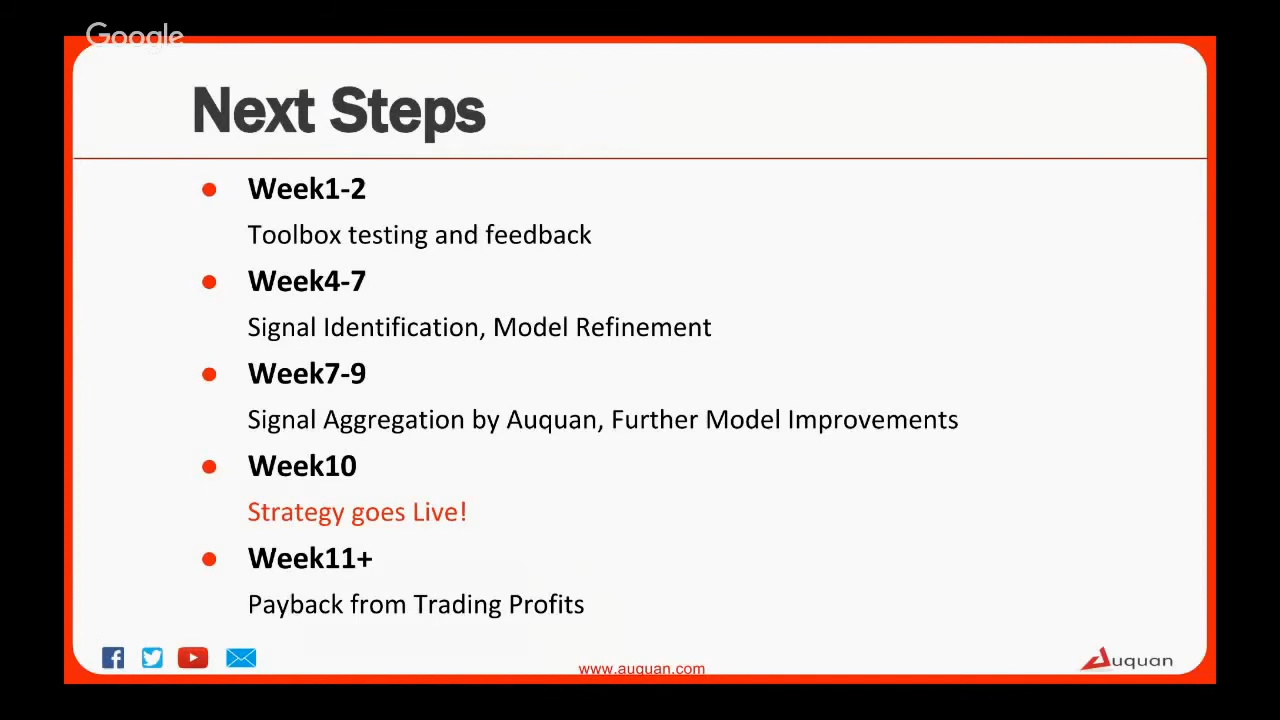 Google
Next Steps
Week1-2
Toolbox testing and feedback
Week4-7
Signal Identification, Model Refinement
Week7-9
Signal Aggregation by Auquan, Further Model Improvements
Week10
Strategy goes Live!
Week11+
Payback from Trading Profits
www.auquan.com
Auquan